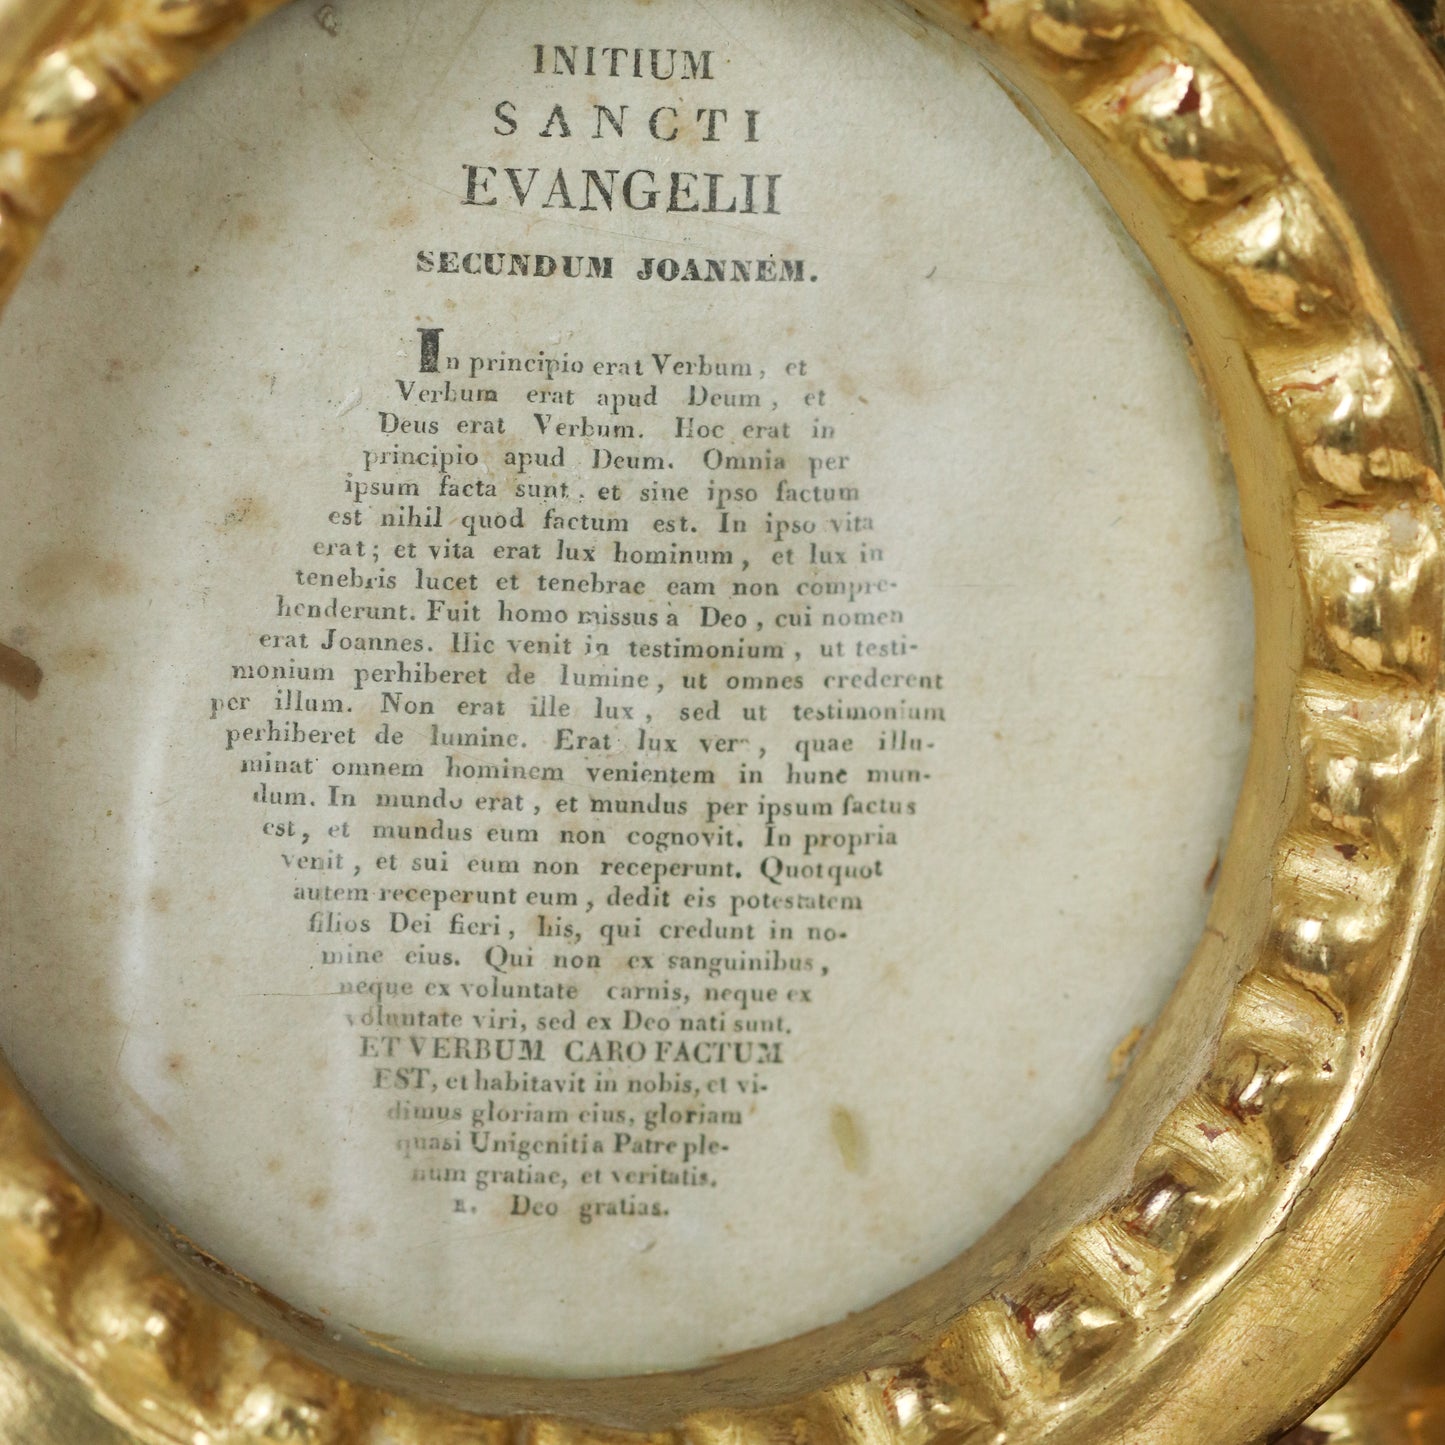 INITIUM
SANCTI
EVANGELII
SECUNDUM JOANNEM.
In principio erat Verbum, et
Verbum erat apud Deum, et
Deus erat Verbum. Hoc erat in
principio apud Deum. Omnia per
ipsum facta sunt. et sine ipso factum
est nihil quod factum est. In ipso vita
erat; et vita erat lux hominum, et lux in
tenebris lucet et tenebrae eam non compre-
henderunt. Fuit homo missus à Deo, cui nomen
erat Joannes. Hic venit in testimonium, ut testi-
monium perhiberet de lumine, ut omnes crederent
per illum. Non erat ille lux, sed ut testimonium
perhiberet de lumine. Erat lux vera, quae illu-
minat omnem hominem venientem in hunc mun-
dum. In mundo erat, et mundus per ipsum factus
est, et mundus eum non cognovit. In propria
venit, et sui eum non receperunt. Quotquot
autem receperunt eum, dedit eis potestatem
filios Dei fieri, his, qui credunt in no-
mine eius. Qui non ex sanguinibus,
neque ex voluntate carnis, neque ex
voluntate viri, sed ex Deo nati sunt.
ET VERBUM CARO FACTUM
EST, et habitavit in nobis, et vi-
dimus gloriam eius, gloriam
quasi Unigeniti a Patre ple-
num gratiae, et veritatis.
R. Deo gratias.